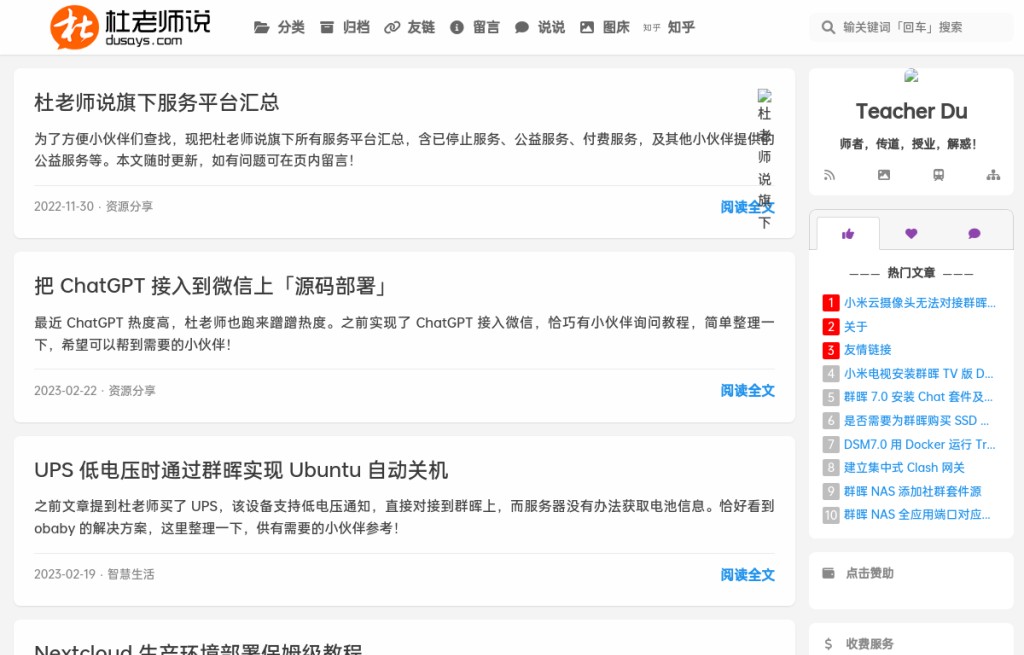 杜 杜老师说
dusays.com
分类 归档 友链 留言 说说 图床 知乎 知乎
输关键词「回车」搜索
杜老师说旗下服务平台汇总
杜老师说旗下
为了方便小伙伴们查找，现把杜老师说旗下所有服务平台汇总，含已停止服务、公益服务、付费服务，及其他小伙伴提供的
公益服务等。本文随时更新，如有问题可在页内留言！
2022-11-30 · 资源分享
阅读全文
把 ChatGPT 接入到微信上「源码部署」
最近 ChatGPT 热度高，杜老师也跑来蹭蹭热度。之前实现了 ChatGPT 接入微信，恰巧有小伙伴询问教程，简单整理一
下，希望可以帮到需要的小伙伴！
2023-02-22 · 资源分享
阅读全文
UPS 低电压时通过群晖实现 Ubuntu 自动关机
之前文章提到杜老师买了 UPS，该设备支持低电压通知，直接对接到群晖上，而服务器没有办法获取电池信息。恰好看到
obaby 的解决方案，这里整理一下，供有需要的小伙伴参考！
2023-02-19 · 智慧生活
阅读全文
Nextcloud 生产环境部署保姆级教程
Teacher Du
师者，传道，授业，解惑！
——— 热门文章 ———
1 小米云摄像头无法对接群晖...
2 关于
3 友情链接
4 小米电视安装群晖 TV 版 D...
5 群晖 7.0 安装 Chat 套件及...
6 是否需要为群晖购买 SSD ...
7 DSM7.0 用 Docker 运行 Tr...
8 建立集中式 Clash 网关
9 群晖 NAS 添加社群套件源
10 群晖 NAS 全应用端口对应...
点击赞助
$ 收费服务